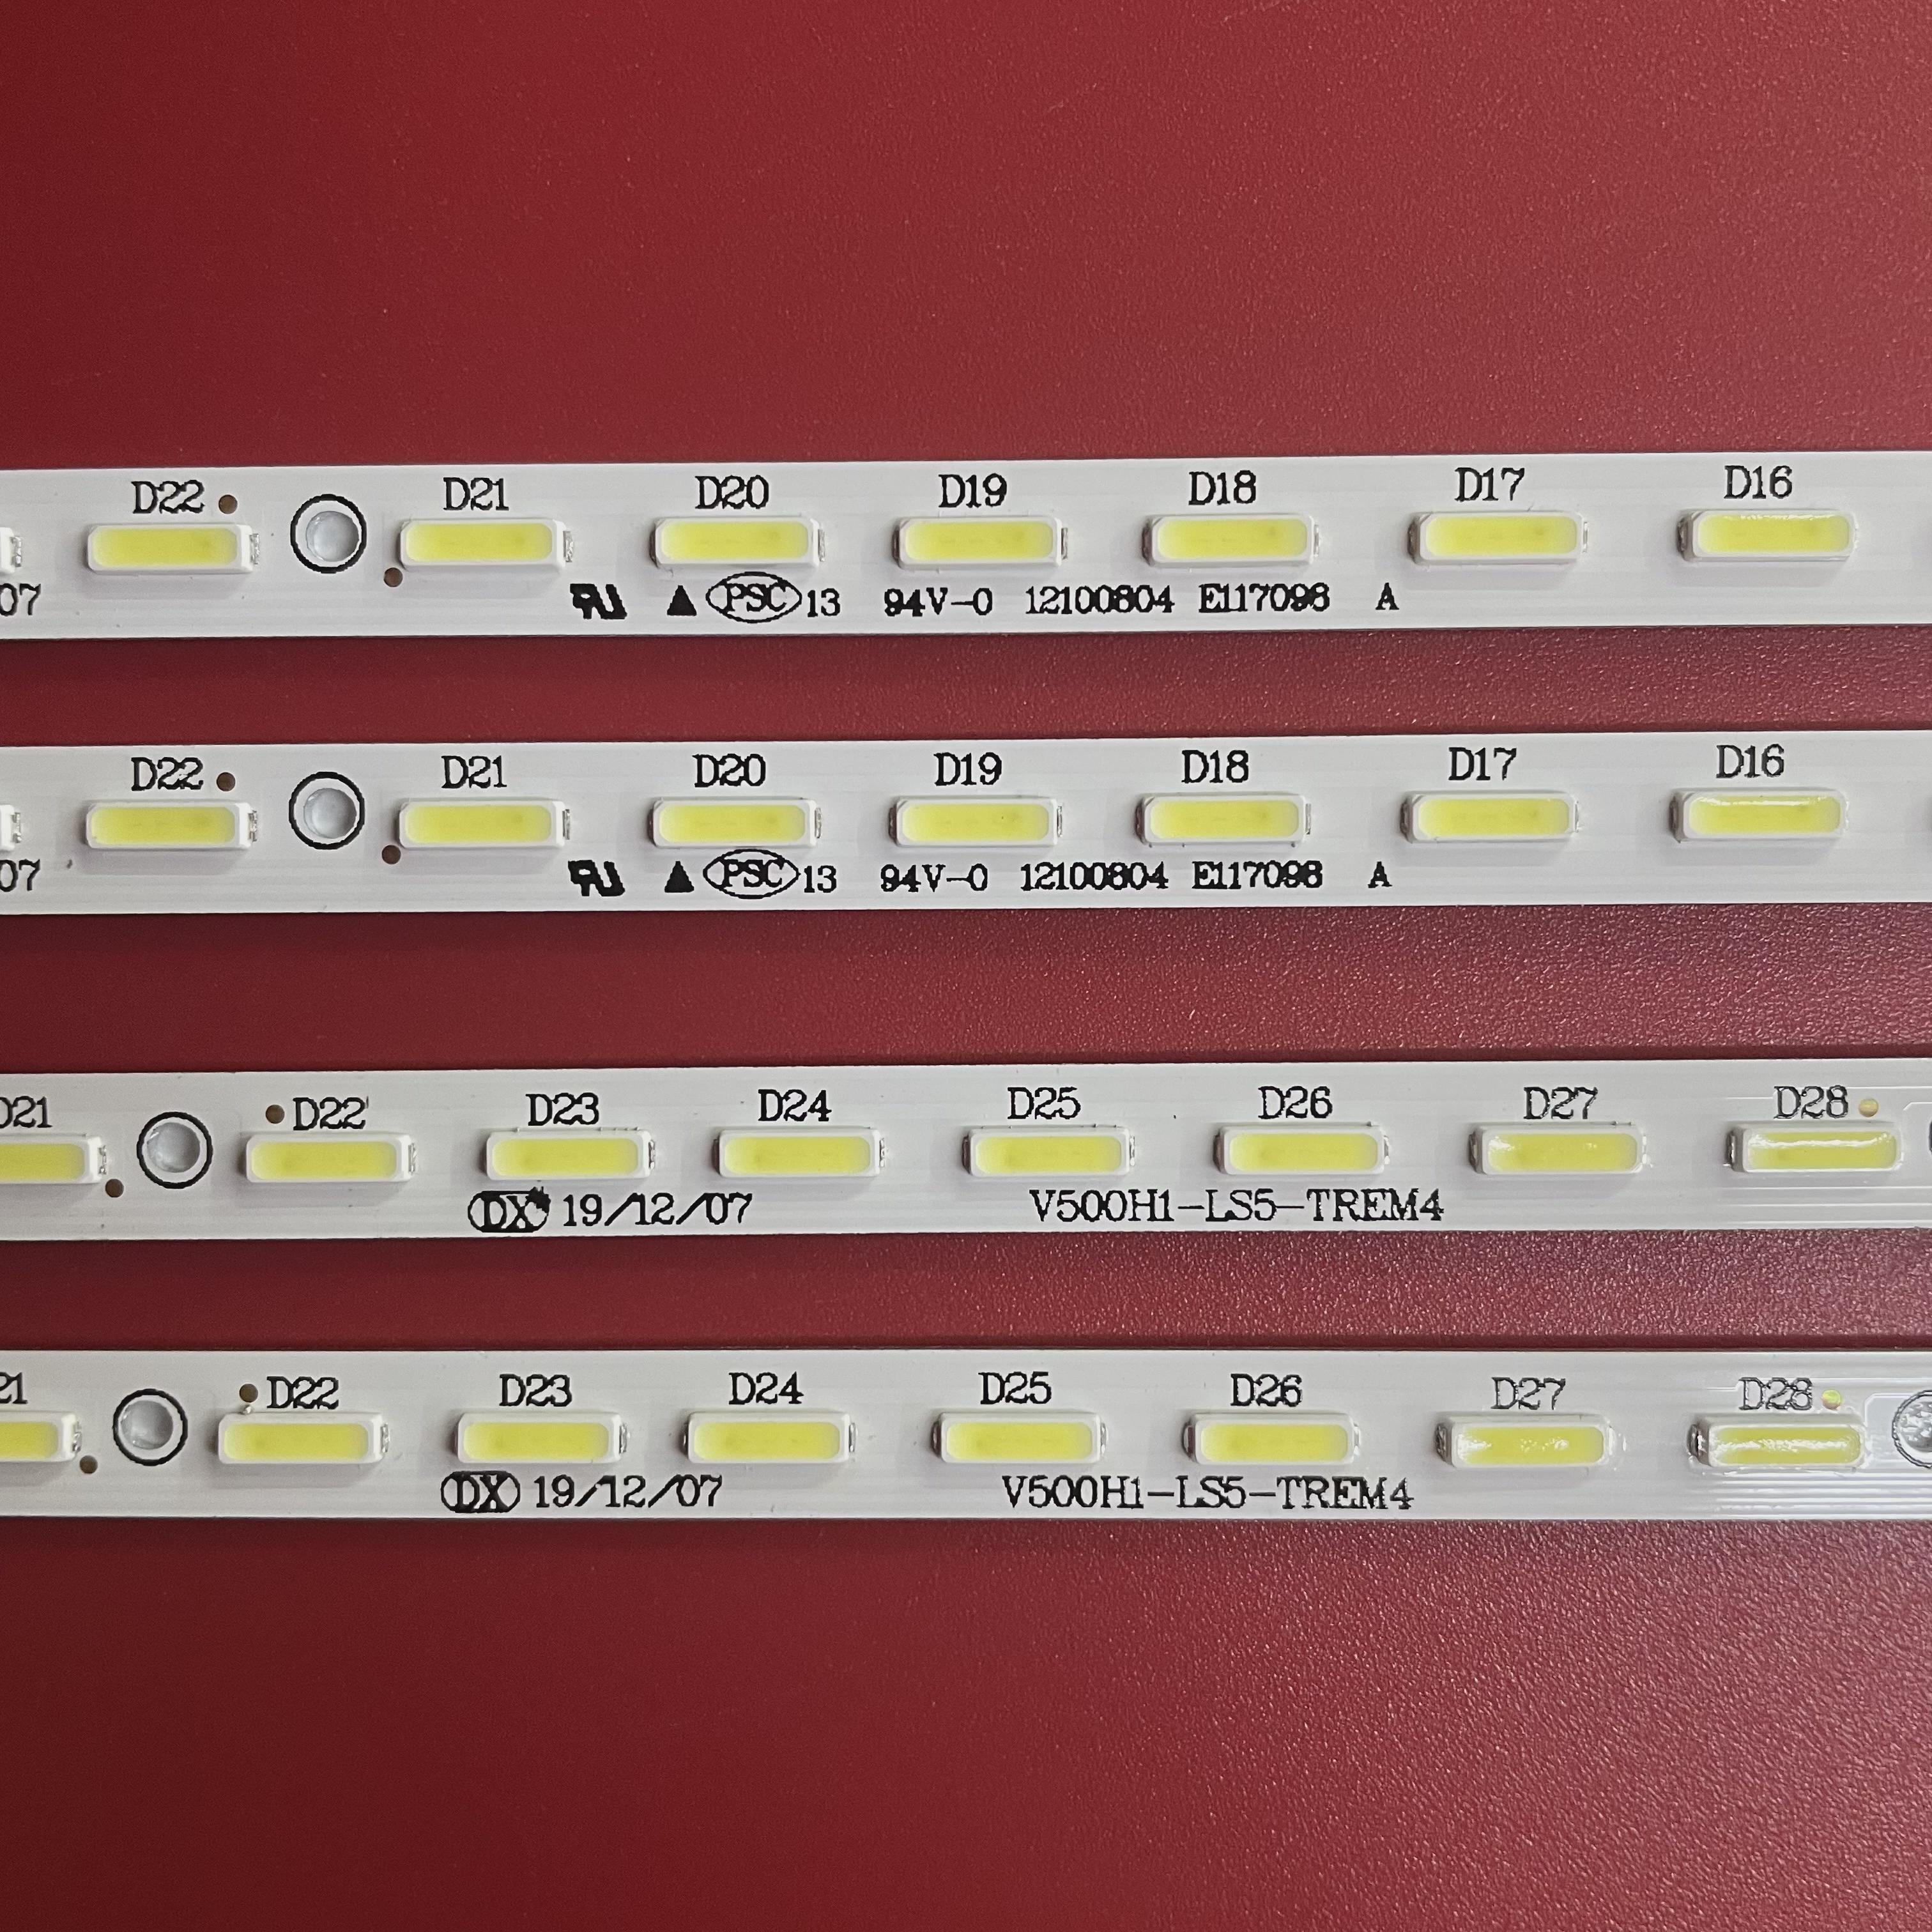 D22 D21 D20 D19 D18 D17 D16
07 PSC 13 94V-0 12100804 E117098 A
D22 D21 D20 D19 D18 D17 D16
07 PSC 13 94V-0 12100804 E117098 A
D21 D22 D23 D24 D25 D26 D27 D28
DX 19/12/07 V500H1-LS5-TREM4
21 D22 D23 D24 D25 D26 D27 D28
DX 19/12/07 V500H1-LS5-TREM4